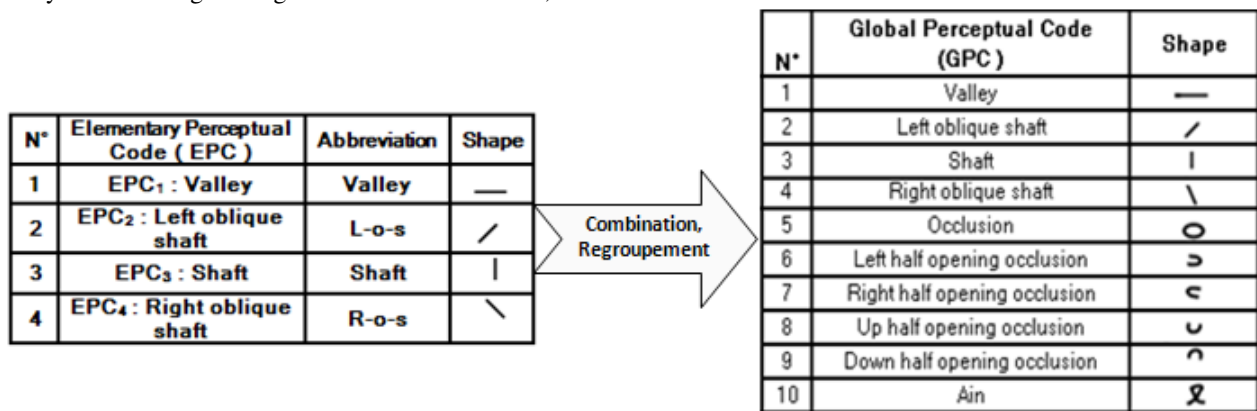 N° Elementary Perceptual Code ( EPC ) Abbreviation Shape
1 EPC₁ : Valley Valley
2 EPC₂ : Left oblique shaft L-o-s
3 EPC₃ : Shaft Shaft
4 EPC₄ : Right oblique shaft R-o-s
Combination,
Regroupement
N° Global Perceptual Code (GPC ) Shape
1 Valley
2 Left oblique shaft
3 Shaft
4 Right oblique shaft
5 Occlusion
6 Left half opening occlusion
7 Right half opening occlusion
8 Up half opening occlusion
9 Down half opening occlusion
10 Ain